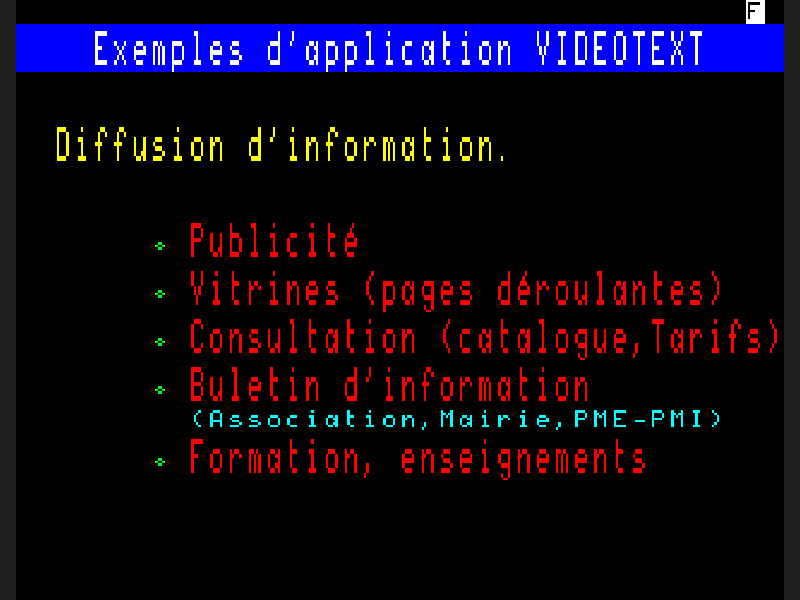 F
Exemples d'application VIDEOTEXT
Diffusion d'information.
Publicité
Vitrines (pages déroulantes)
Consultation (catalogue,Tarifs)
Buletin d'information
(Association,Mairie,PME-PMI)
Formation, enseignements